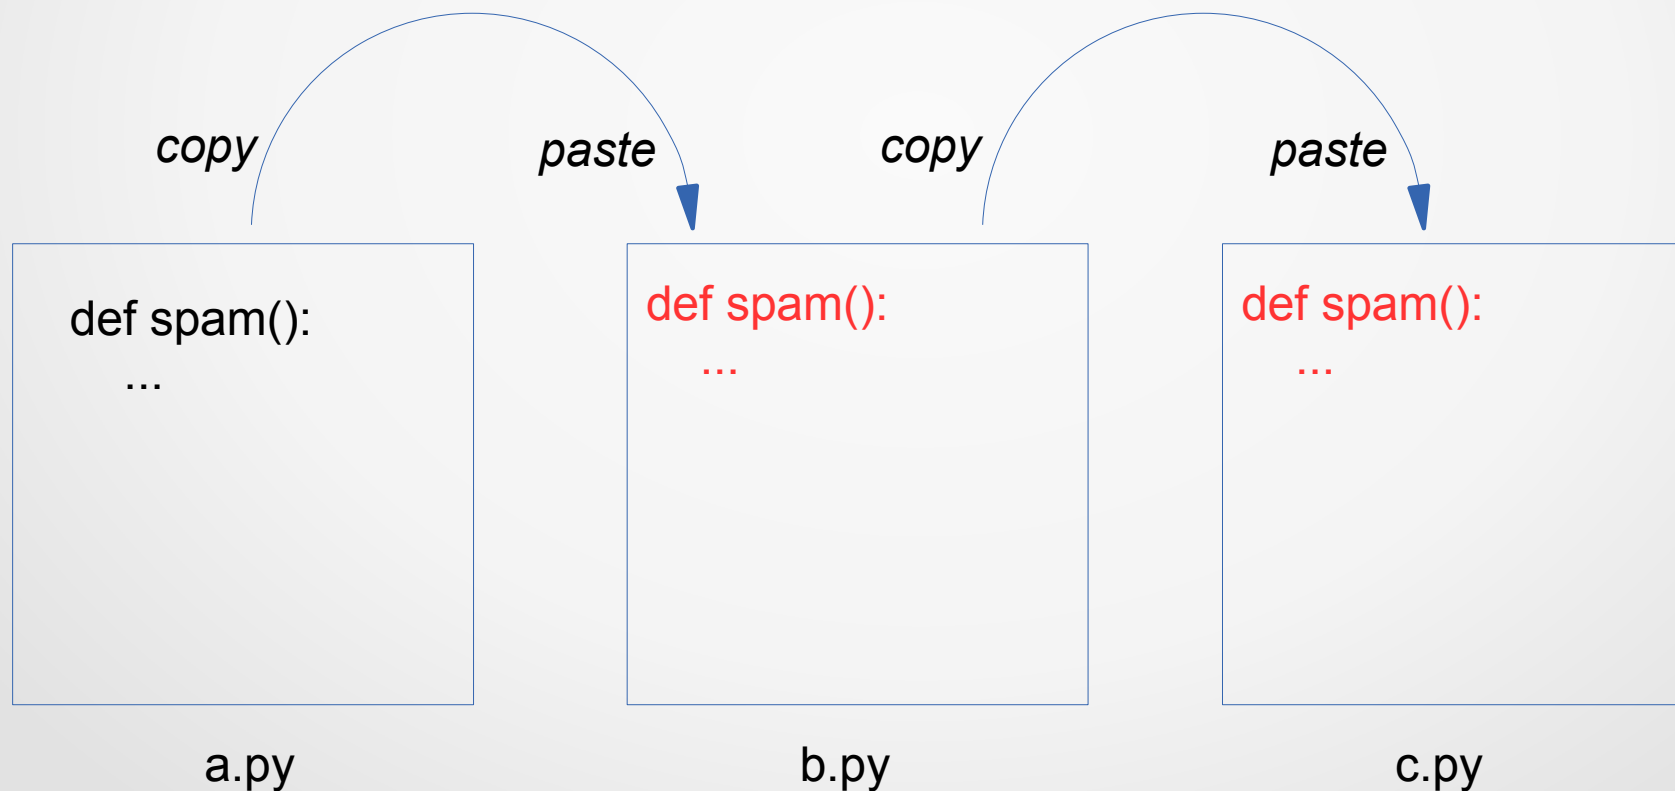 copy paste copy paste
def spam():
...
def spam():
...
def spam():
...
a.py b.py c.py